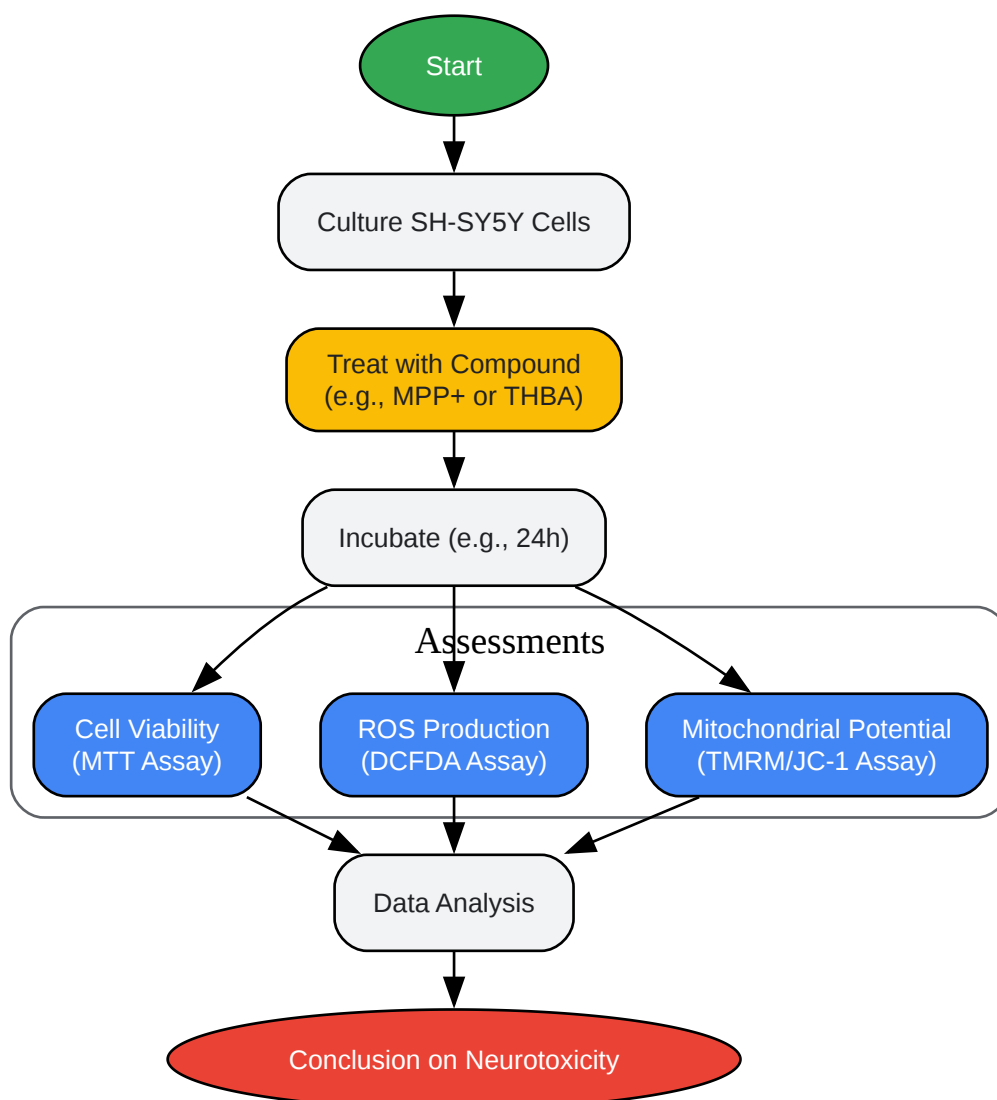 Start
Culture SH-SY5Y Cells
Treat with Compound
(e.g., MPP+ or THBA)
Incubate (e.g., 24h)
Assessments
Cell Viability
(MTT Assay)
ROS Production
(DCFDA Assay)
Mitochondrial Potential
(TMRM/JC-1 Assay)
Data Analysis
Conclusion on Neurotoxicity